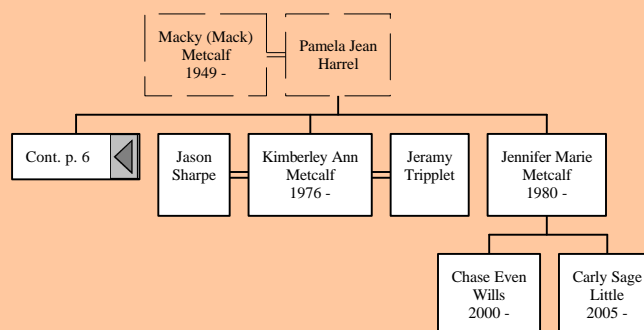 Macky (Mack)
Metcalf
1949 -
Pamela Jean
Harrel
Cont. p. 6
Jason
Sharpe
Kimberley Ann
Metcalf
1976 -
Jeramy
Tripplet
Jennifer Marie
Metcalf
1980 -
Chase Even
Wills
2000 -
Carly Sage
Little
2005 -